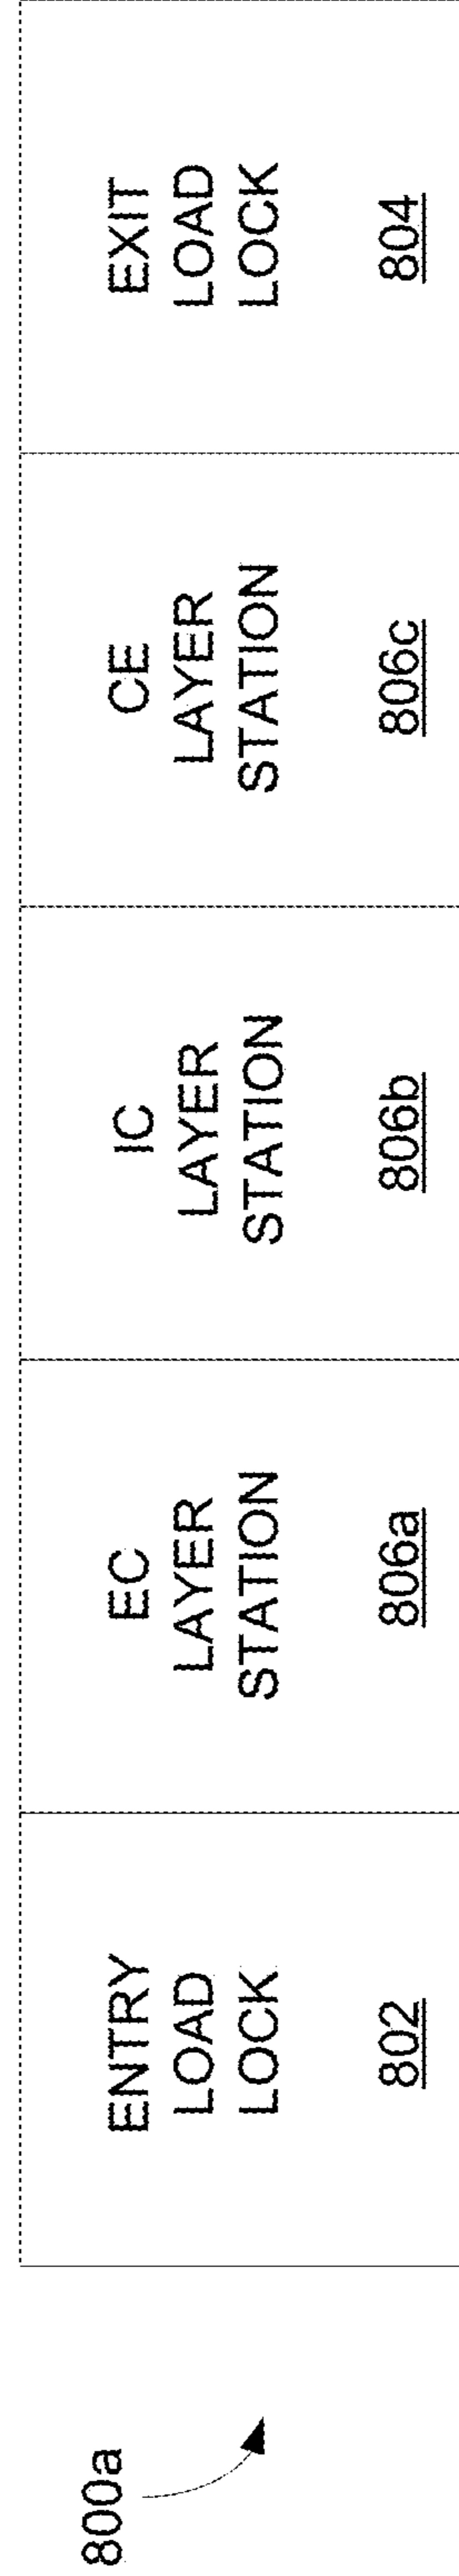 800a
ENTRY
LOAD
LOCK
802
EC
LAYER
STATION
806a
IC
LAYER
STATION
806b
CE
LAYER
STATION
806c
EXIT
LOAD
LOCK
804